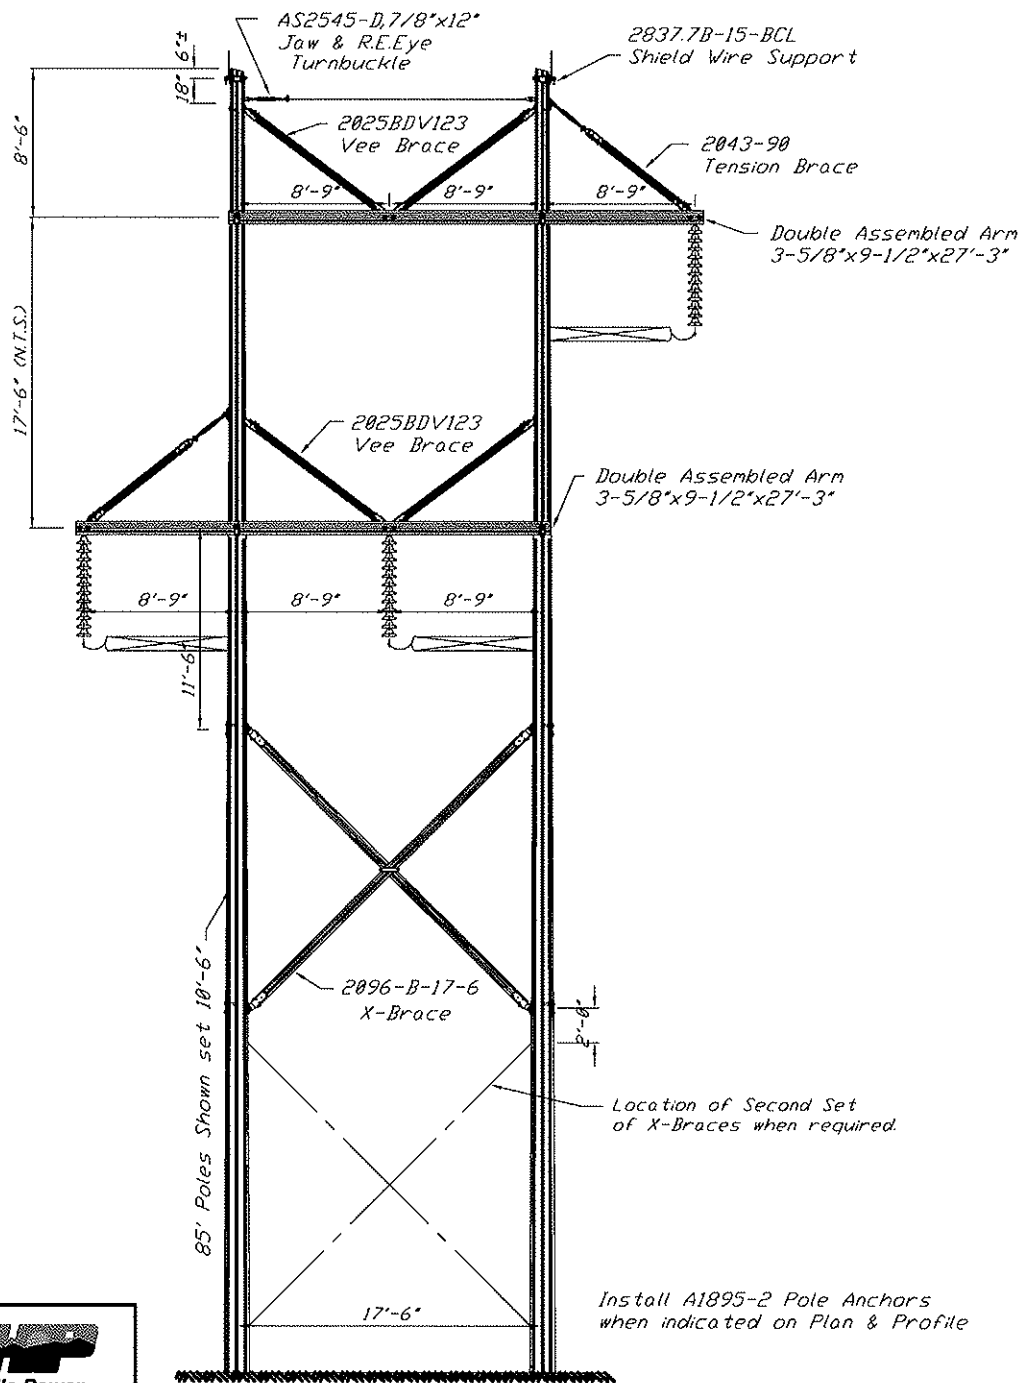 AS2545-D,7/8"x12"
Jaw & R.E.Eye
Turnbuckle
2837.7B-15-BCL
Shield Wire Support
6"±
18"
8'-6"
2025BDV123
Vee Brace
2043-90
Tension Brace
8'-9"
8'-9"
8'-9"
Double Assembled Arm
3-5/8"x9-1/2"x27'-3"
17'-6" (N.T.S.)
2025BDV123
Vee Brace
Double Assembled Arm
3-5/8"x9-1/2"x27'-3"
8'-9"
8'-9"
8'-9"
11'-6"
85' Poles Shown set 10'-6"
2096-B-17-6
X-Brace
2'-0"
Location of Second Set
of X-Braces when required.
17'-6"
Install A1895-2 Pole Anchors
when indicated on Plan & Profile